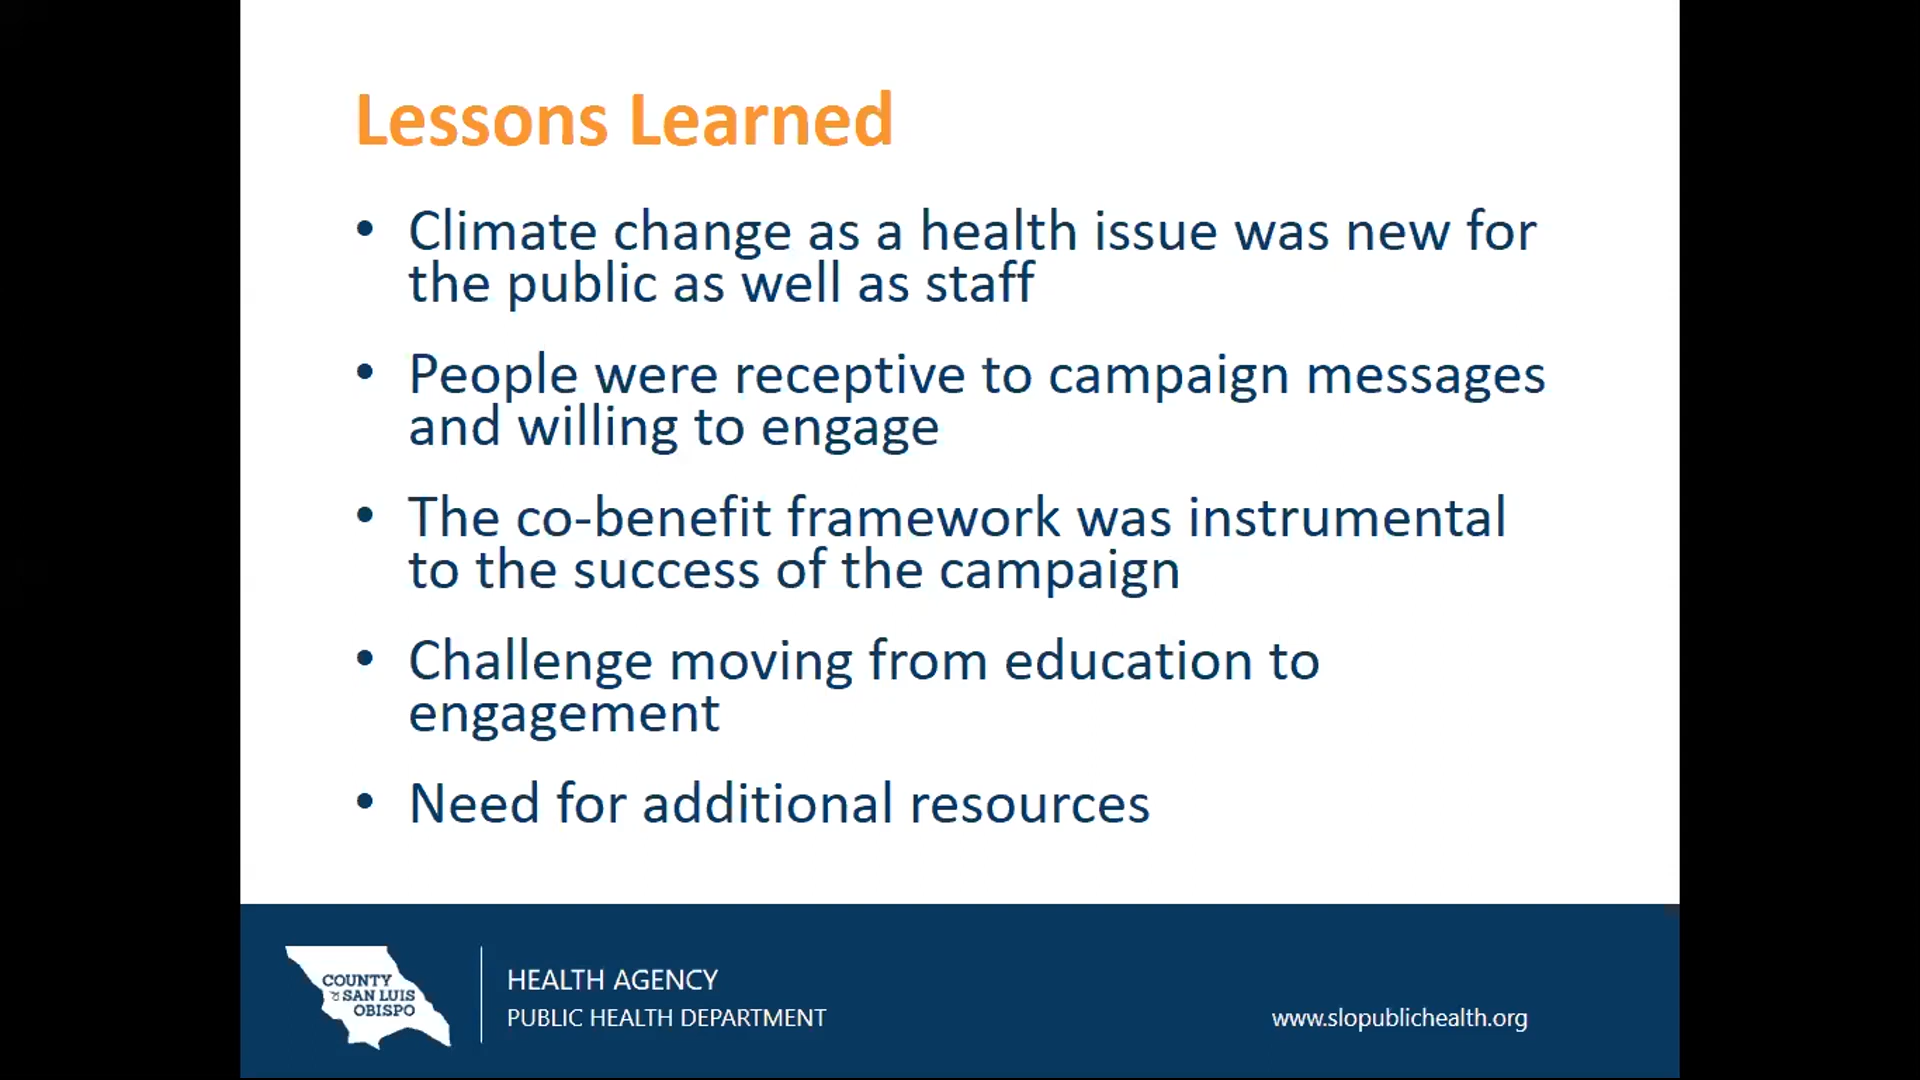 Lessons Learned
• Climate change as a health issue was new for
the public as well as staff
• People were receptive to campaign messages
and willing to engage
• The co-benefit framework was instrumental
to the success of the campaign
• Challenge moving from education to
engagement
• Need for additional resources
COUNTY
OF SAN LUIS
OBISPO
HEALTH AGENCY
PUBLIC HEALTH DEPARTMENT
www.slopublichealth.org